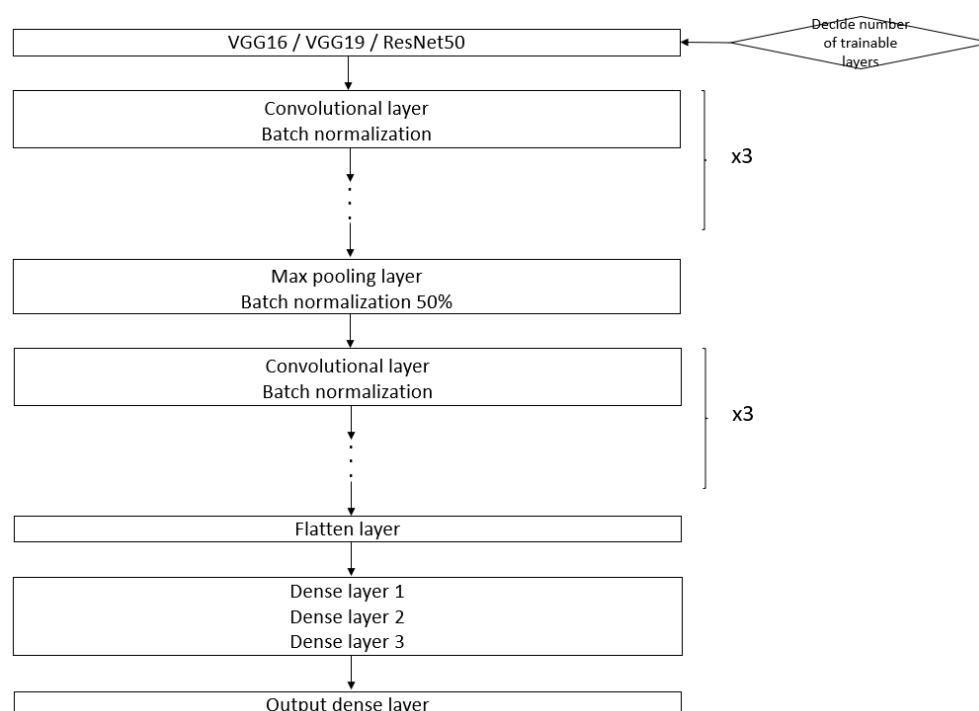 VGG16 / VGG19 / ResNet50
Decide number
of trainable
layers
Convolutional layer
Batch normalization
x3
Max pooling layer
Batch normalization 50%
Convolutional layer
Batch normalization
x3
Flatten layer
Dense layer 1
Dense layer 2
Dense layer 3
Output dense layer